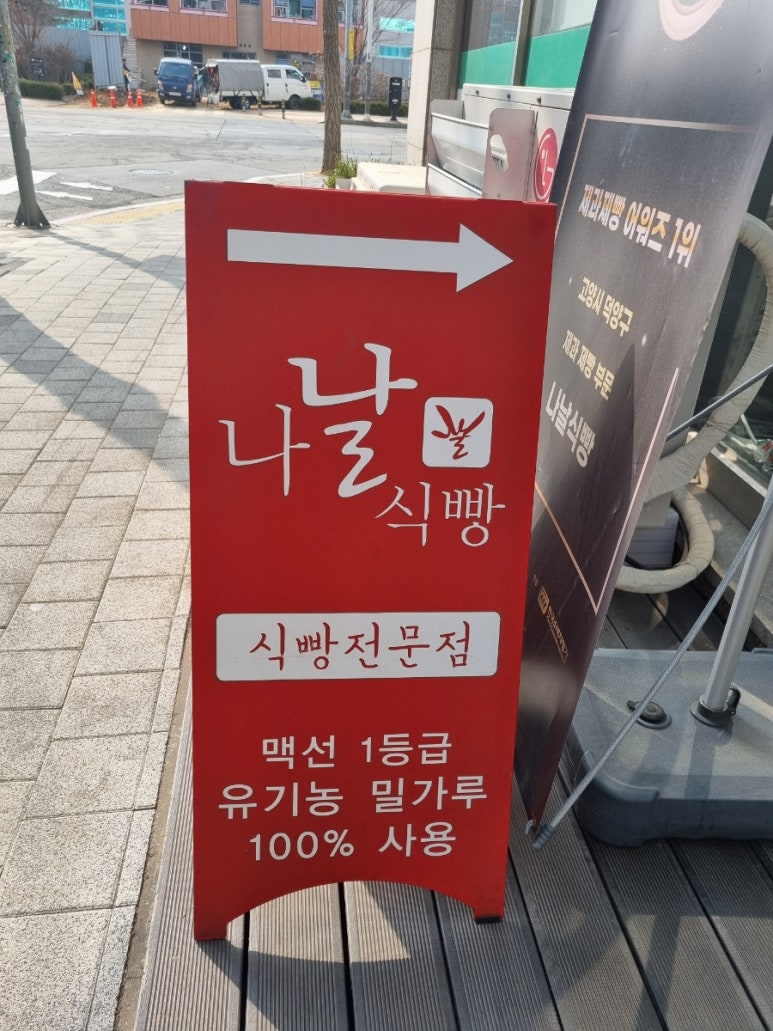 나날
식빵
식빵전문점
맥선 1등급
유기농 밀가루
100% 사용
제과제빵 어워즈 1위
고양시 덕양구
제과 제빵 부문
나날식빵